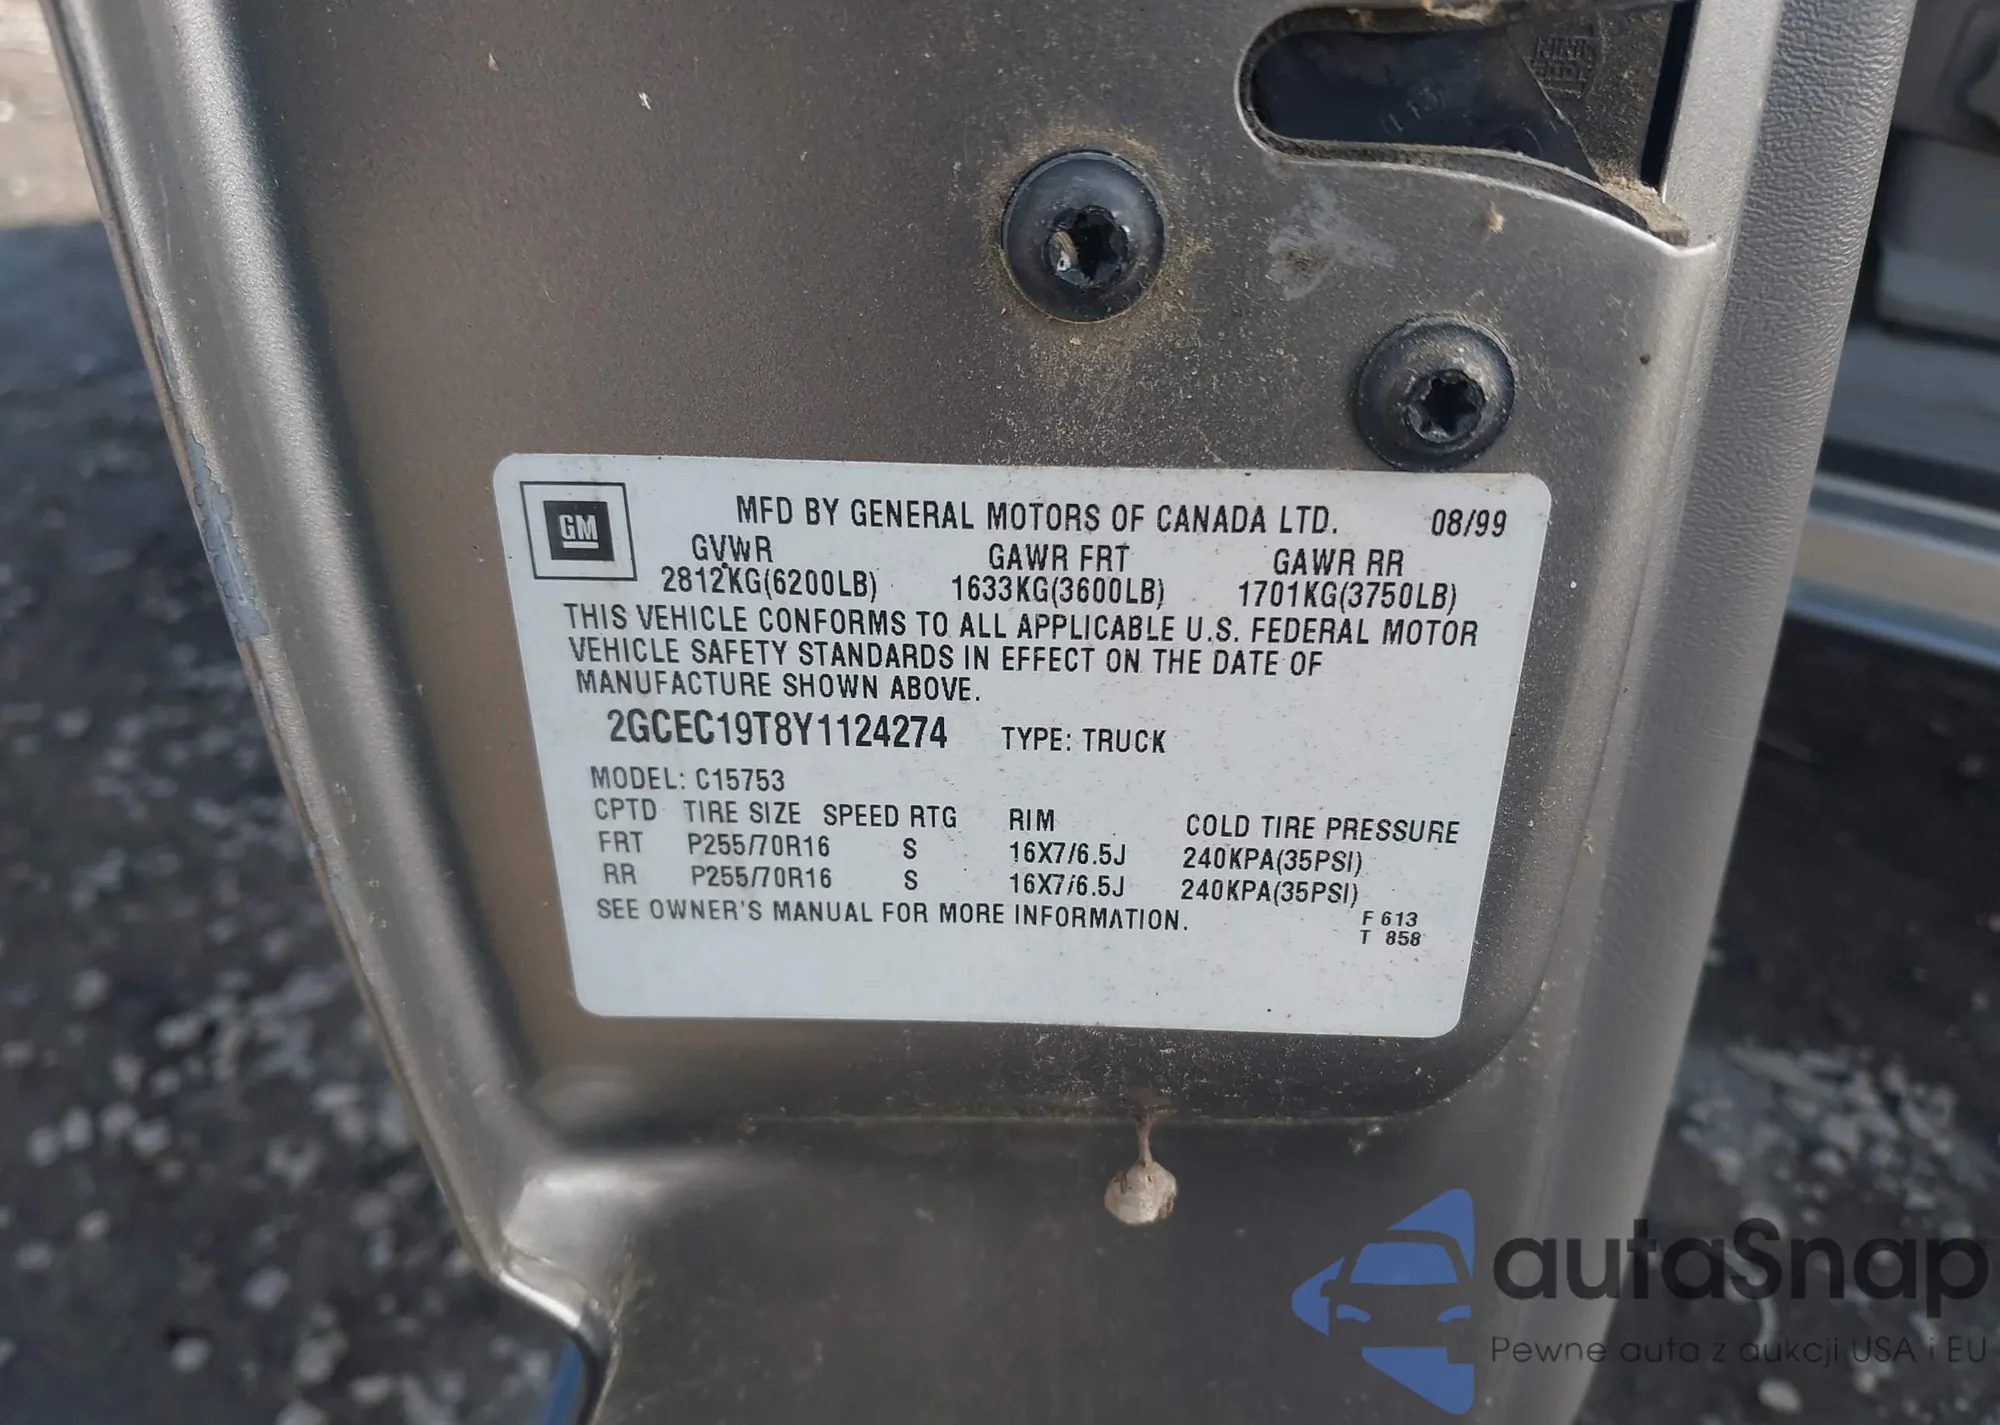 GM
MFD BY GENERAL MOTORS OF CANADA LTD. 08/99
GVWR GAWR FRT GAWR RR
2812KG(6200LB) 1633KG(3600LB) 1701KG(3750LB)
THIS VEHICLE CONFORMS TO ALL APPLICABLE U.S. FEDERAL MOTOR
VEHICLE SAFETY STANDARDS IN EFFECT ON THE DATE OF
MANUFACTURE SHOWN ABOVE.
2GCEC19T8Y1124274 TYPE: TRUCK
MODEL: C15753
CPTD TIRE SIZE SPEED RTG RIM COLD TIRE PRESSURE
FRT P255/70R16 S 16X7/6.5J 240KPA(35PSI)
RR P255/70R16 S 16X7/6.5J 240KPA(35PSI)
SEE OWNER'S MANUAL FOR MORE INFORMATION.
F 613
T 858
autaSnap
Pewne auta z aukcji USA i EU